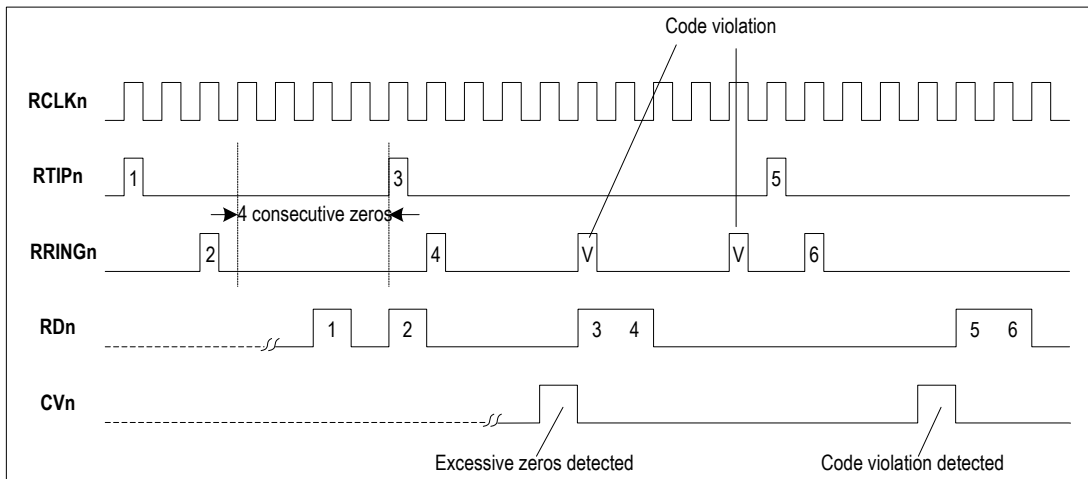 Code violation
RCLKn
RTIPn
1
3
5
4 consecutive zeros
RRINGn
2
4
V
V
6
RDn
1
2
3 4
5 6
CVn
Excessive zeros detected
Code violation detected